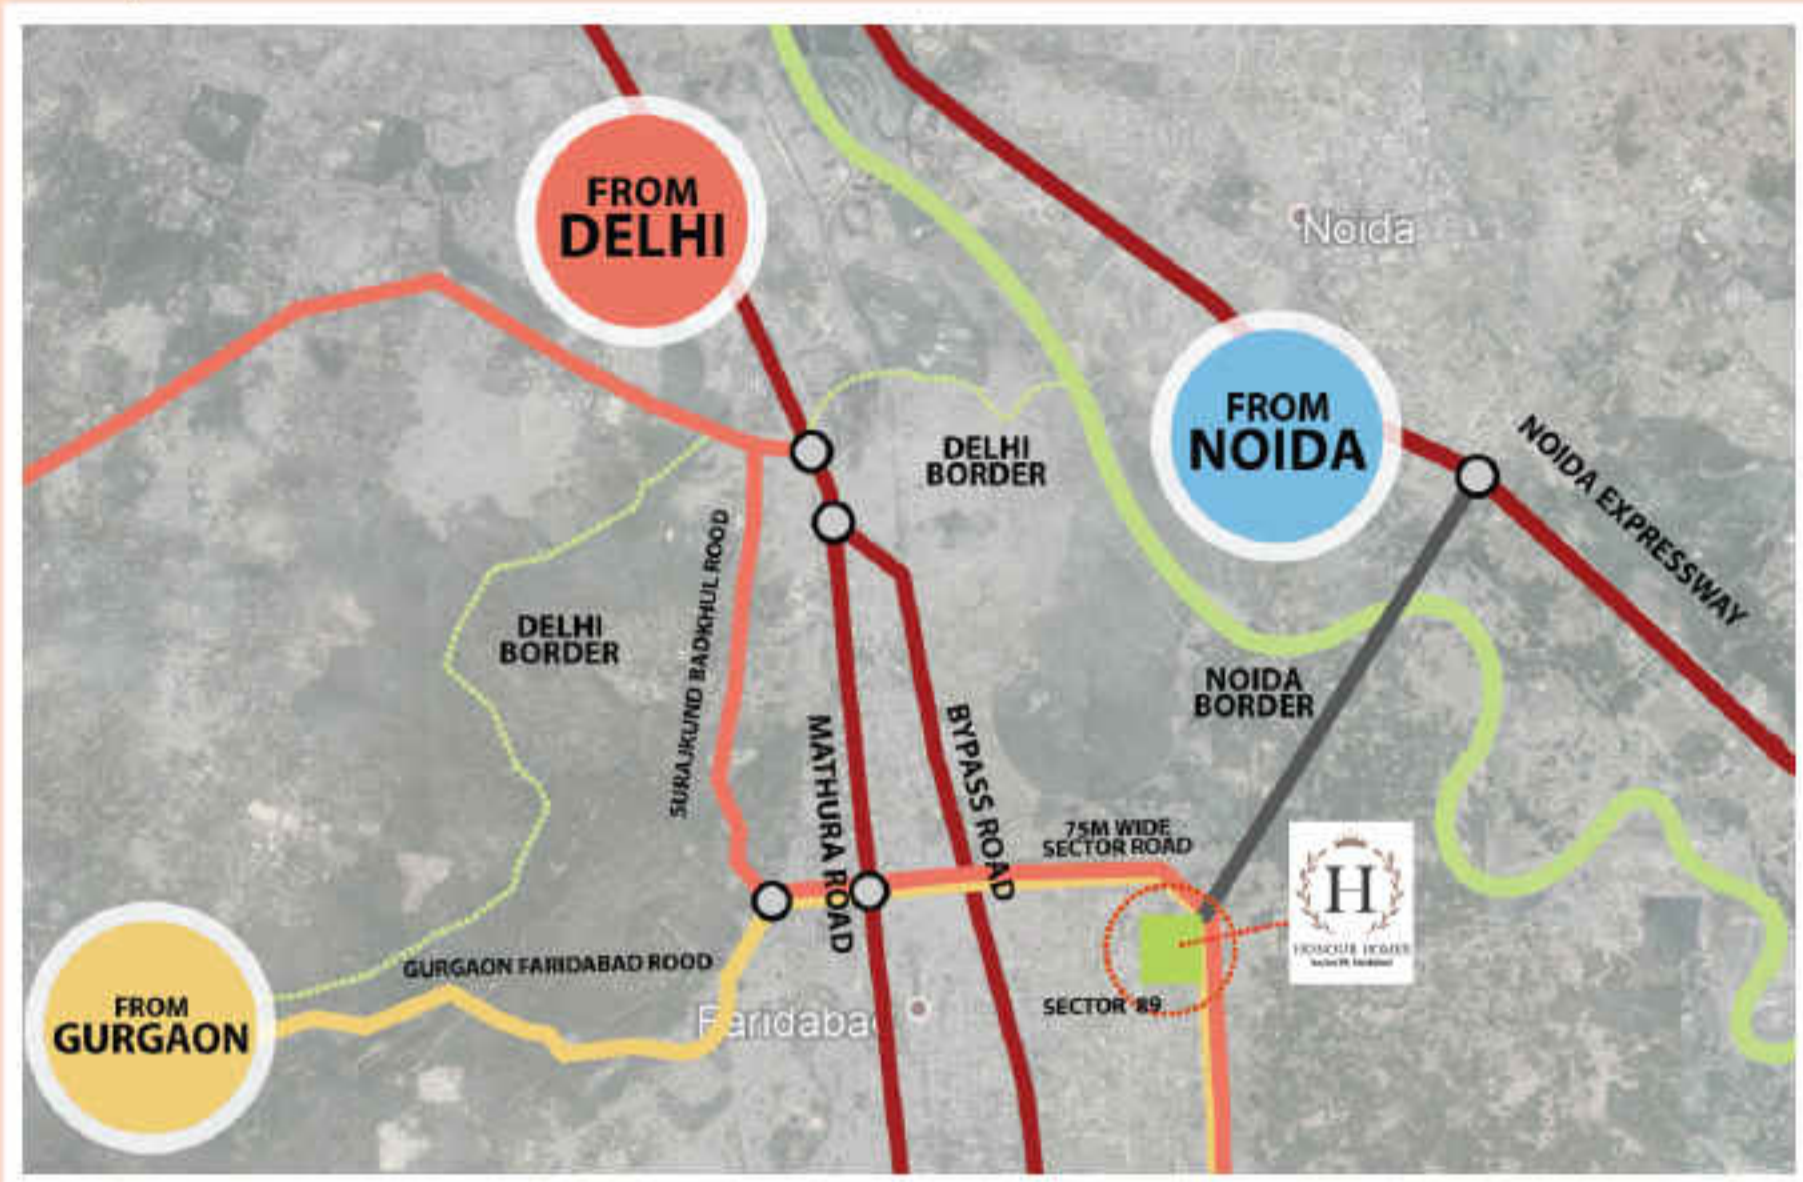 FROM
DELHI
Noida
FROM
NOIDA
NOIDA EXPRESSWAY
DELHI
BORDER
DELHI
BORDER
SURAJKUND BADKHUL ROOD
NOIDA
BORDER
MATHURA ROAD
BYPASS ROAD
75M WIDE
SECTOR ROAD
H
HONOUR HOMES
GURGAON FARIDABAD ROOD
FROM
GURGAON
Faridaba
SECTOR 89